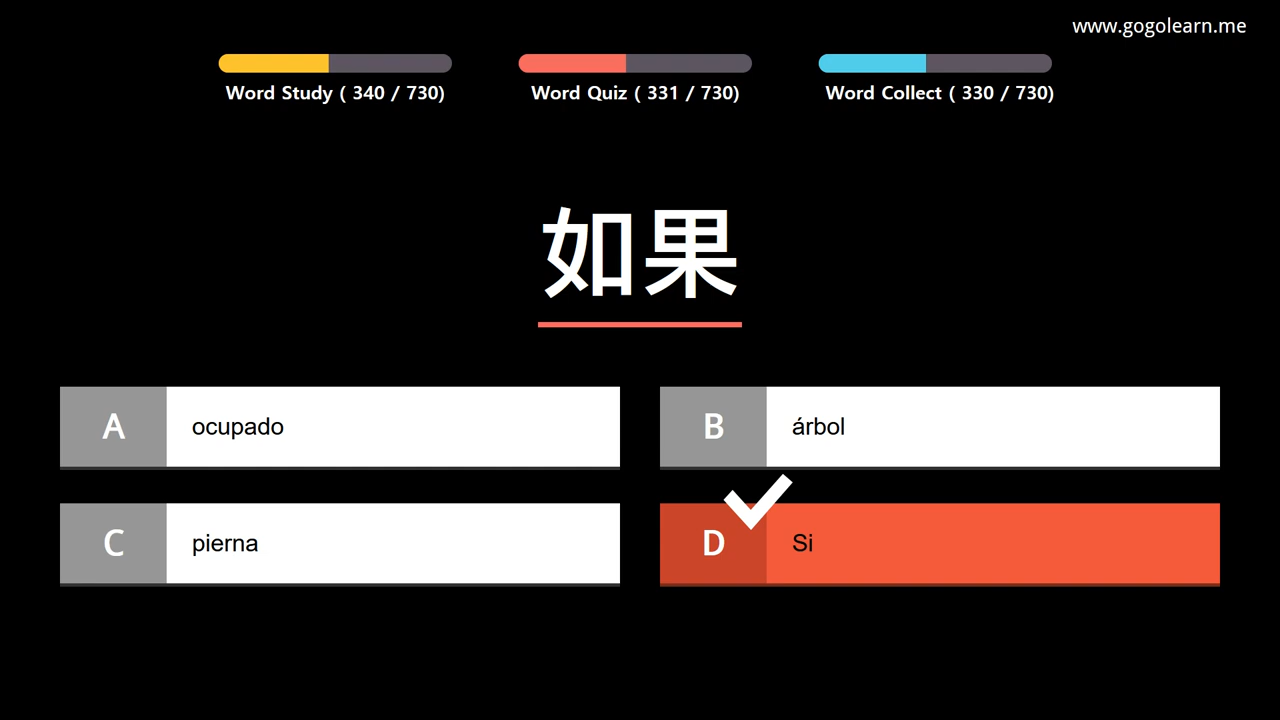 www.gogolearn.me
Word Study ( 340 / 730)
Word Quiz ( 331 / 730)
Word Collect ( 330 / 730)
如果
A
ocupado
B
árbol
C
pierna
D
Si